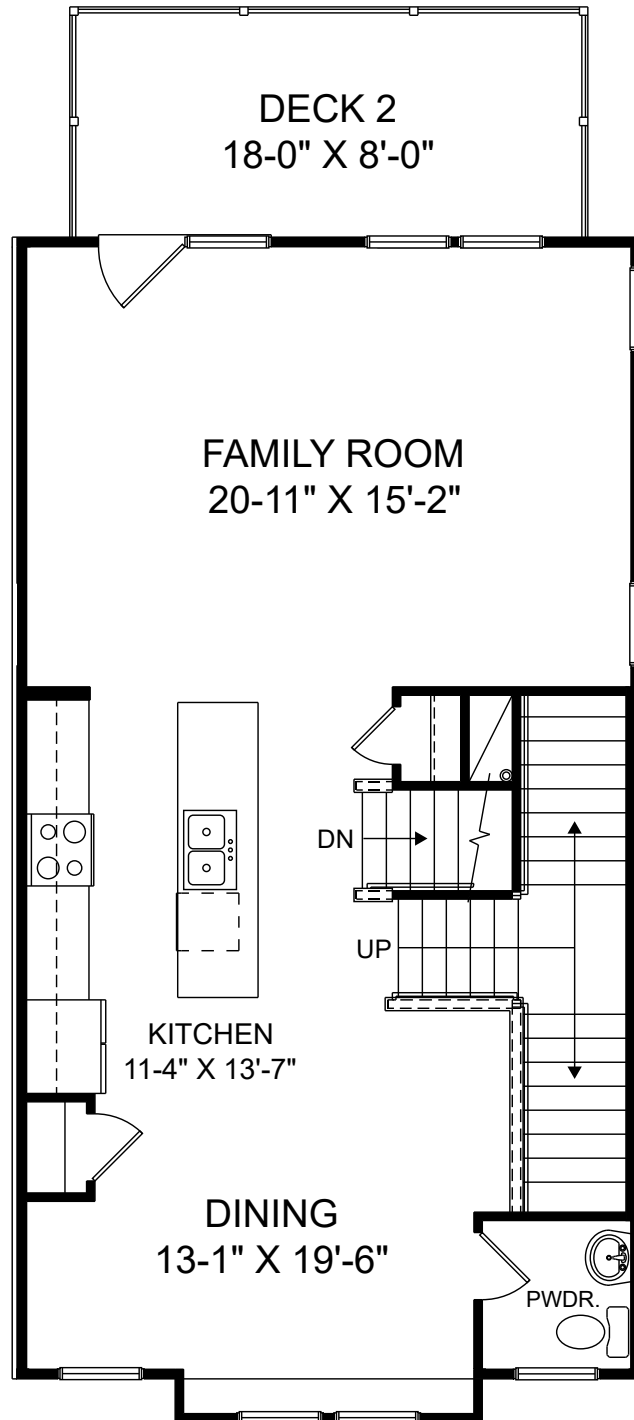 DECK 2
18-0" X 8'-0"
FAMILY ROOM
20-11" X 15'-2"
DN
UP
KITCHEN
11-4" X 13'-7"
DINING
13-1" X 19'-6"
PWDR.